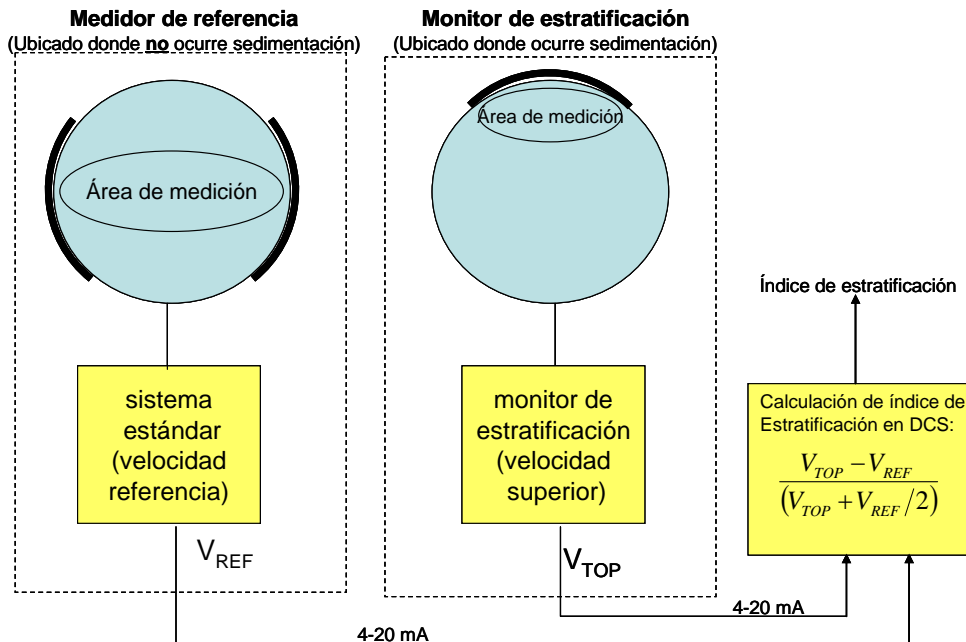 Medidor de referencia
(Ubicado donde no ocurre sedimentación)
Área de medición
sistema
estándar
(velocidad
referencia)
V_REF
Monitor de estratificación
(Ubicado donde ocurre sedimentación)
Área de medición
monitor de
estratificación
(velocidad
superior)
V_TOP
Índice de estratificación
Calculación de índice de
Estratificación en DCS:
V_TOP − V_REF
(V_TOP + V_REF /2)
4-20 mA
4-20 mA